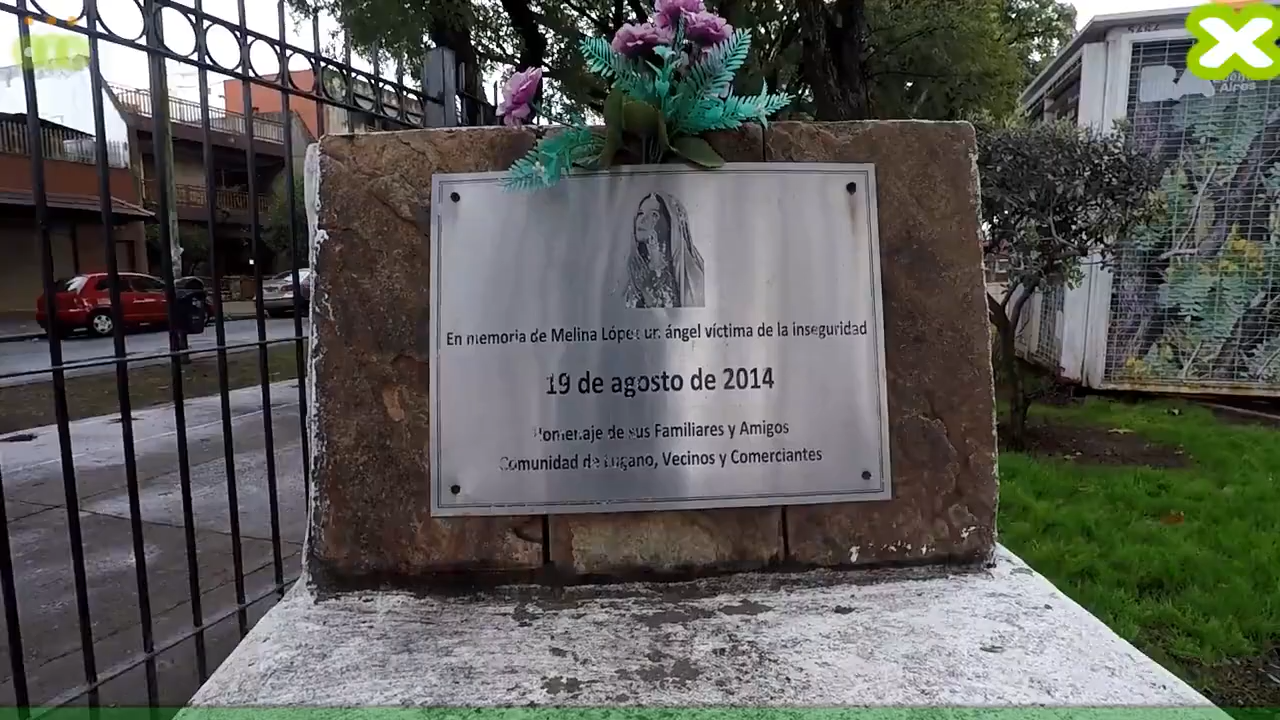 En memoria de Melina López un ángel víctima de la inseguridad
19 de agosto de 2014
Homenaje de sus Familiares y Amigos
Comunidad de Lugano, Vecinos y Comerciantes
Aires